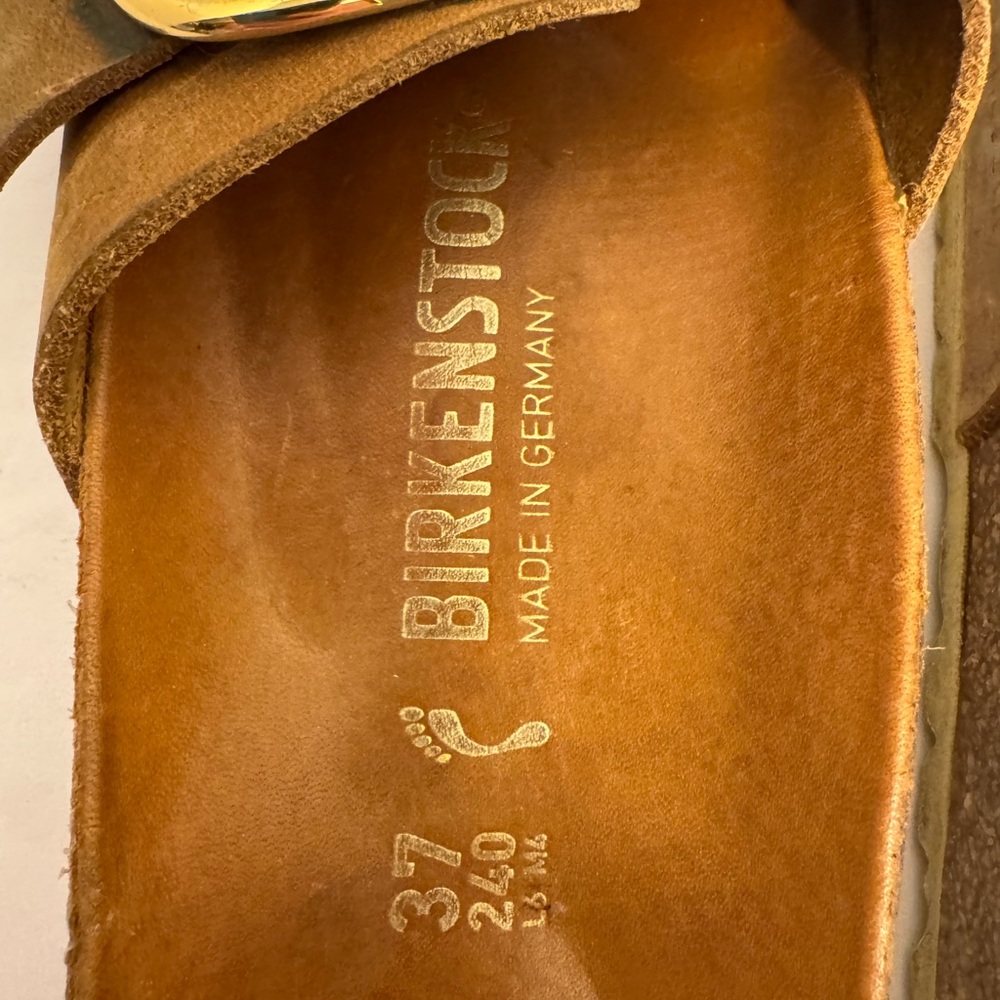 BIRKENSTOCK
MADE IN GERMANY
37
240
L6 M4